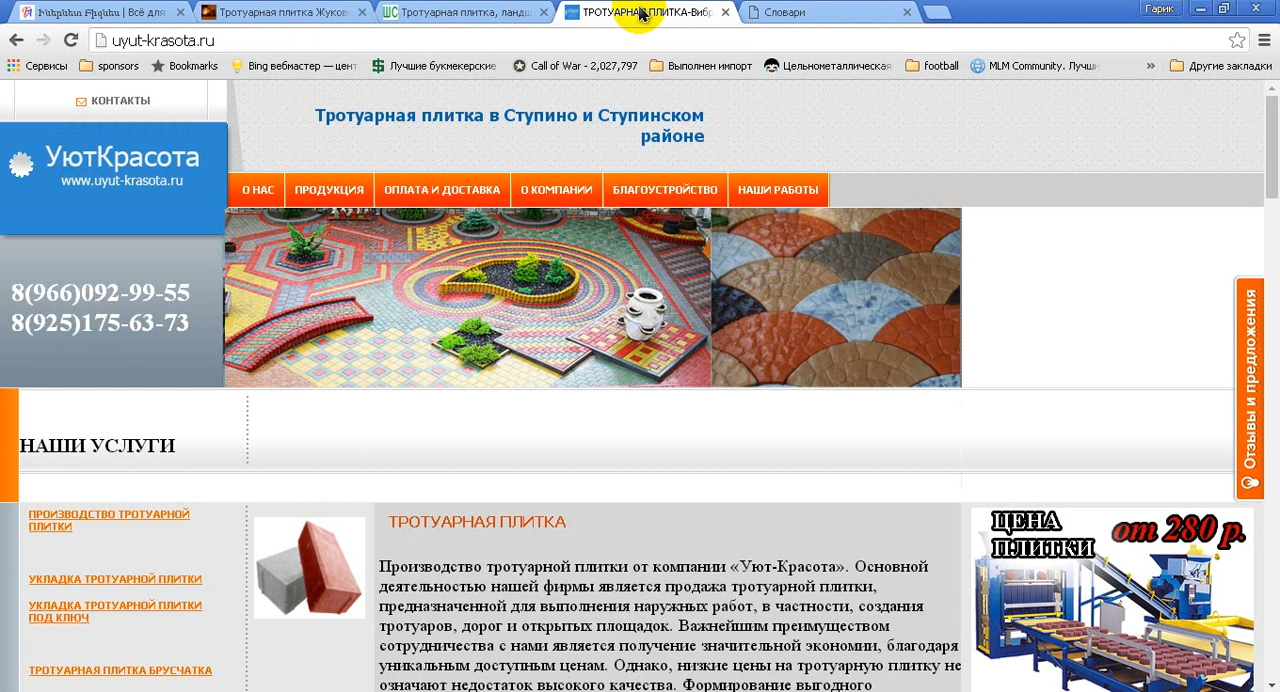 Ինտերնետ Բիզնես | Всё для
Тротуарная плитка Жуков
Тротуарная плитка, ландш
ТРОТУАРНАЯ ПЛИТКА-Вибр
Словари
Гарик
uyut-krasota.ru
Сервисы
sponsors
Bookmarks
Bing вебмастер — цент
Лучшие букмекерские
Call of War - 2,027,797
Выполнен импорт
Цельнометаллическая
football
MLM Community. Лучш
»
Другие закладки
КОНТАКТЫ
Тротуарная плитка в Ступино и Ступинском
районе
УютКрасота
www.uyut-krasota.ru
О НАС
ПРОДУКЦИЯ
ОПЛАТА И ДОСТАВКА
О КОМПАНИИ
БЛАГОУСТРОЙСТВО
НАШИ РАБОТЫ
8(966)092-99-55
8(925)175-63-73
Отзывы и предложения
НАШИ УСЛУГИ
ПРОИЗВОДСТВО ТРОТУАРНОЙ
ПЛИТКИ
УКЛАДКА ТРОТУАРНОЙ ПЛИТКИ
УКЛАДКА ТРОТУАРНОЙ ПЛИТКИ
ПОД КЛЮЧ
ТРОТУАРНАЯ ПЛИТКА БРУСЧАТКА
ТРОТУАРНАЯ ПЛИТКА
Производство тротуарной плитки от компании «Уют-Красота». Основной
деятельностью нашей фирмы является продажа тротуарной плитки,
предназначенной для выполнения наружных работ, в частности, создания
тротуаров, дорог и открытых площадок. Важнейшим преимуществом
сотрудничества с нами является получение значительной экономии, благодаря
уникальным доступным ценам. Однако, низкие цены на тротуарную плитку не
означают недостаток высокого качества. Формирование выгодного
ЦЕНА
ПЛИТКИ
от 280 р.